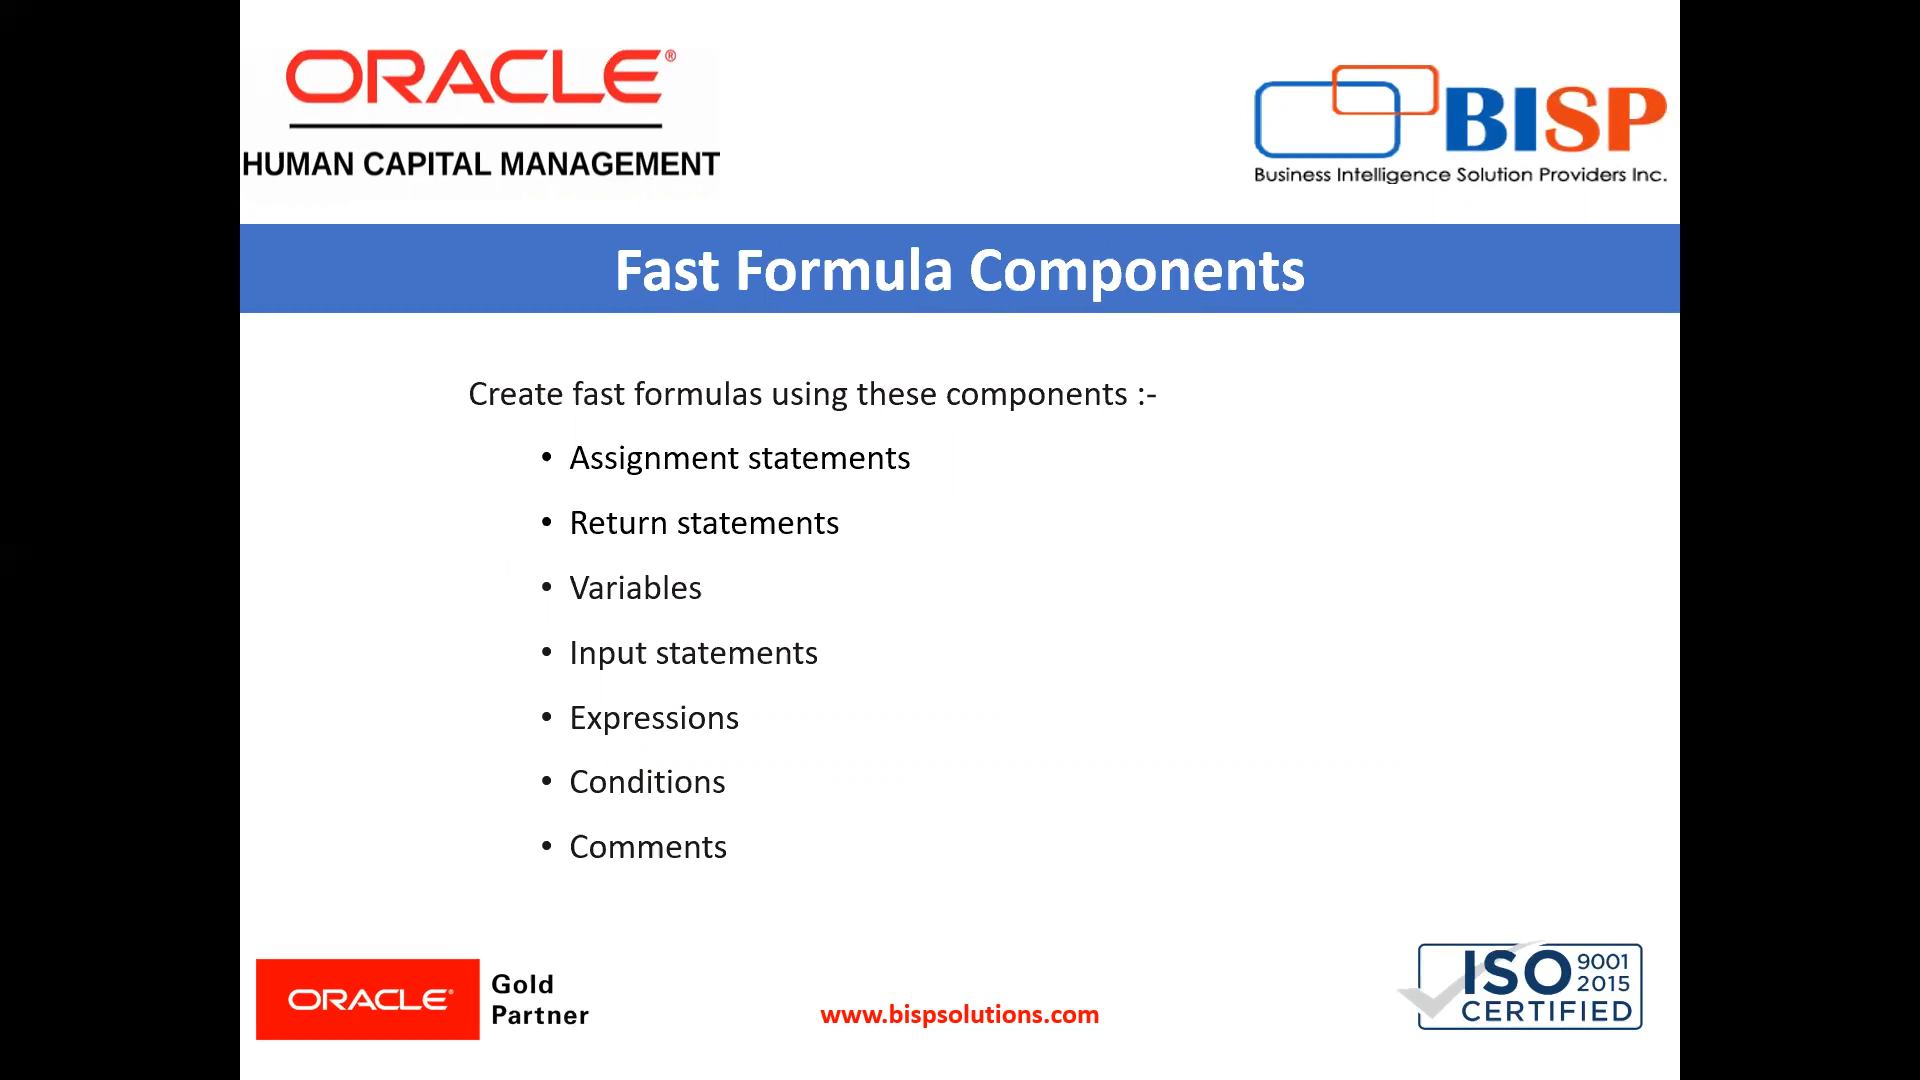 ORACLE®
HUMAN CAPITAL MANAGEMENT
BISP
Business Intelligence Solution Providers Inc.
Fast Formula Components
Create fast formulas using these components :-
• Assignment statements
• Return statements
• Variables
• Input statements
• Expressions
• Conditions
• Comments
ORACLE®
Gold
Partner
www.bispsolutions.com
ISO 9001
2015
CERTIFIED